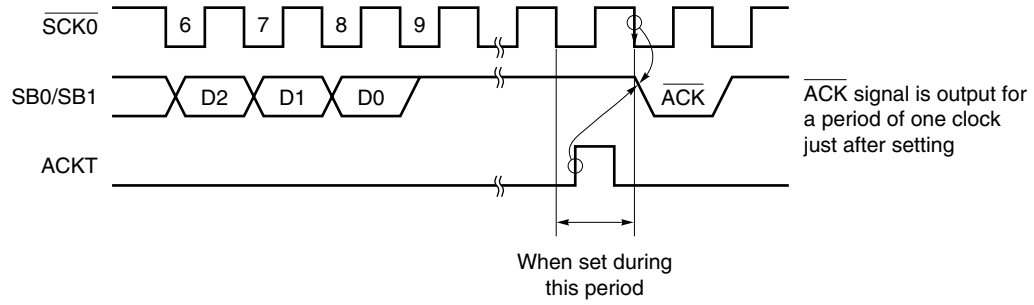 SCK0 6 7 8 9
SB0/SB1 D2 D1 D0 ACK
ACK signal is output for
a period of one clock
just after setting
ACKT
When set during
this period